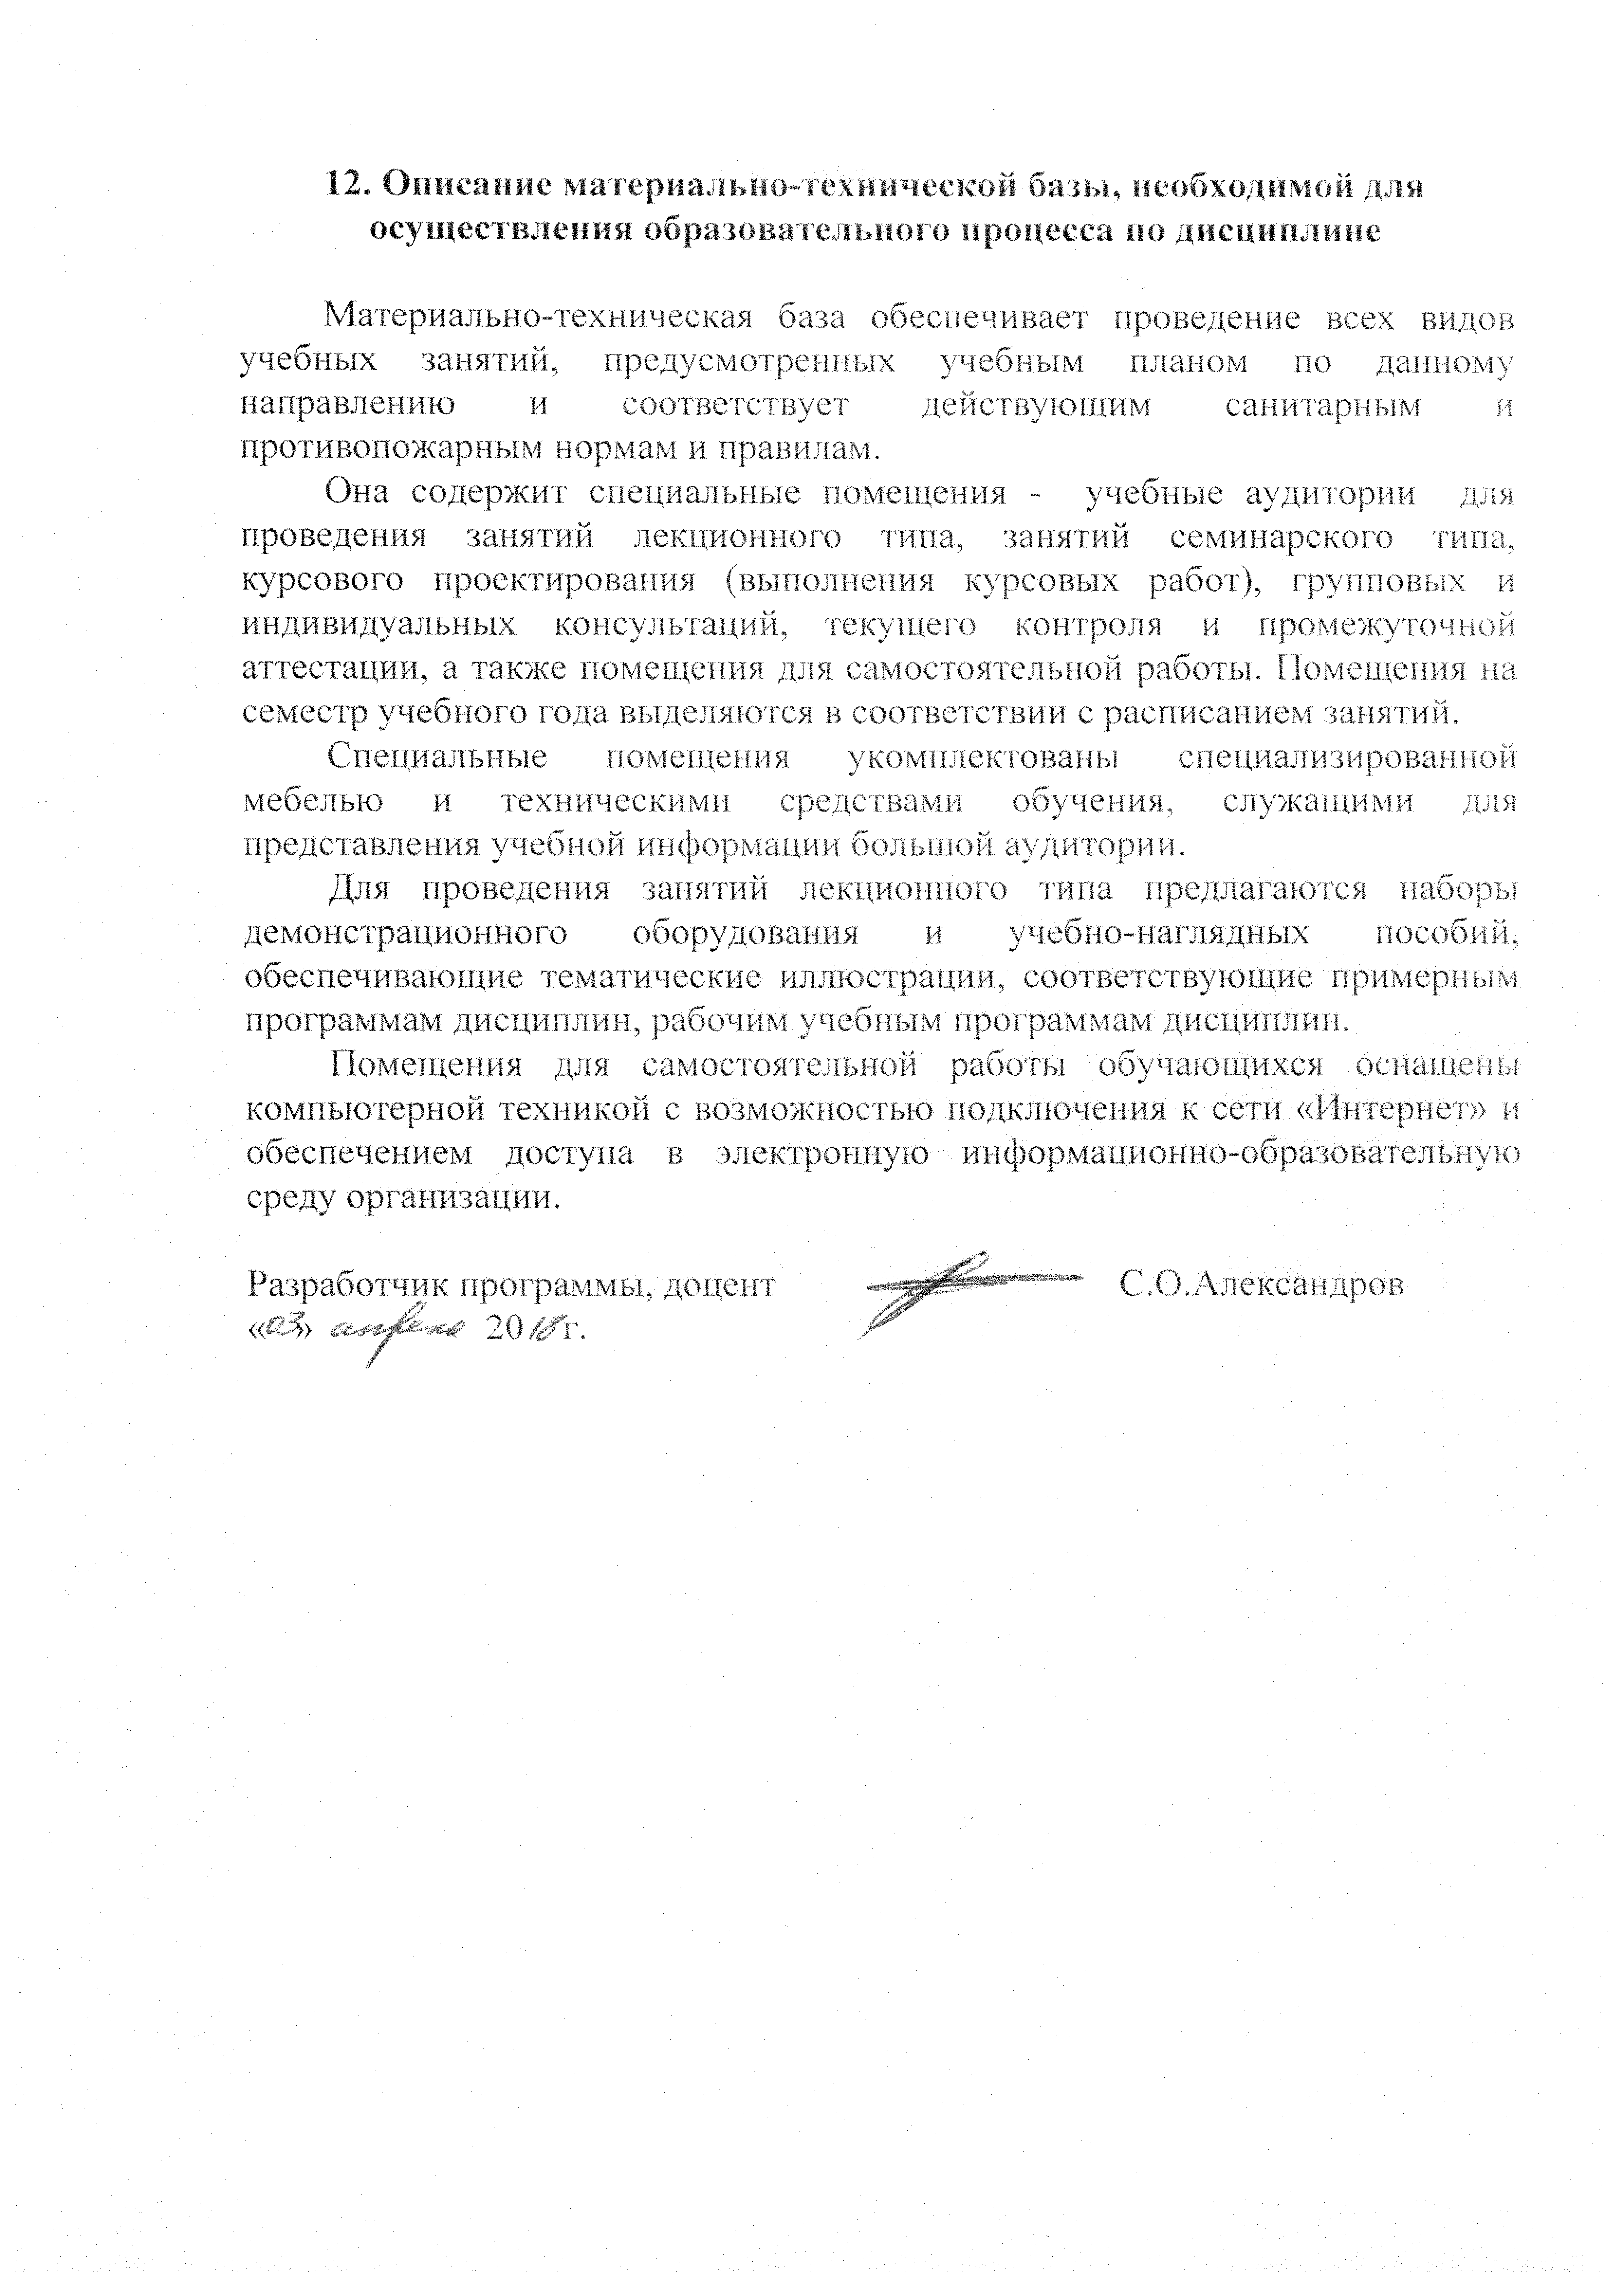 12. Описание материально-технической базы, необходимой для
осуществления образовательного процесса по дисциплине
Материально-техническая база обеспечивает проведение всех видов
учебных занятий, предусмотренных учебным планом по данному
направлению и соответствует действующим санитарным и
противопожарным нормам и правилам.
Она содержит специальные помещения - учебные аудитории для
проведения занятий лекционного типа, занятий семинарского типа,
курсового проектирования (выполнения курсовых работ), групповых и
индивидуальных консультаций, текущего контроля и промежуточной
аттестации, а также помещения для самостоятельной работы. Помещения на
семестр учебного года выделяются в соответствии с расписанием занятий.
Специальные помещения укомплектованы специализированной
мебелью и техническими средствами обучения, служащими для
представления учебной информации большой аудитории.
Для проведения занятий лекционного типа предлагаются наборы
демонстрационного оборудования и учебно-наглядных пособий,
обеспечивающие тематические иллюстрации, соответствующие примерным
программам дисциплин, рабочим учебным программам дисциплин.
Помещения для самостоятельной работы обучающихся оснащены
компьютерной техникой с возможностью подключения к сети «Интернет» и
обеспечением доступа в электронную информационно-образовательную
среду организации.
Разработчик программы, доцент С.О.Александров
«03» апреля 2018г.